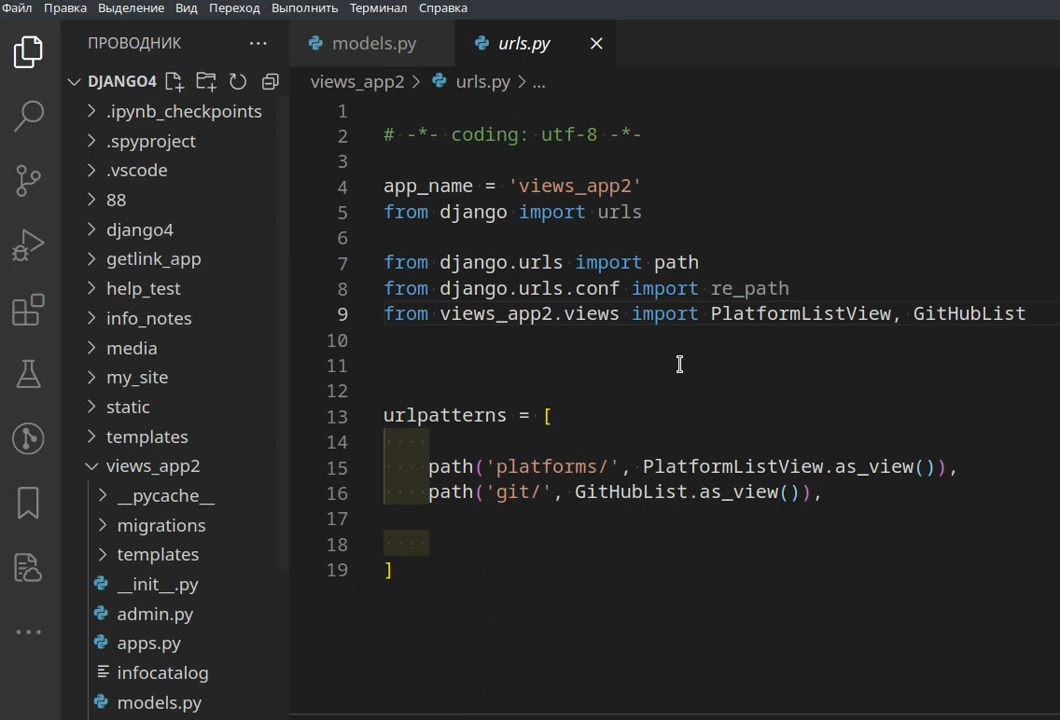 Файл Правка Выделение Вид Переход Выполнить Терминал Справка
ПРОВОДНИК ...
DJANGO4
.ipynb_checkpoints
.spyproject
.vscode
88
django4
getlink_app
help_test
info_notes
media
my_site
static
templates
views_app2
__pycache__
migrations
templates
__init__.py
admin.py
apps.py
infocatalog
models.py
models.py urls.py
views_app2 > urls.py > ...
1
2 # -*- coding: utf-8 -*-
3
4 app_name = 'views_app2'
5 from django import urls
6
7 from django.urls import path
8 from django.urls.conf import re_path
9 from views_app2.views import PlatformListView, GitHubList
10
11
12
13 urlpatterns = [
14
15 path('platforms/', PlatformListView.as_view()),
16 path('git/', GitHubList.as_view()),
17
18
19 ]